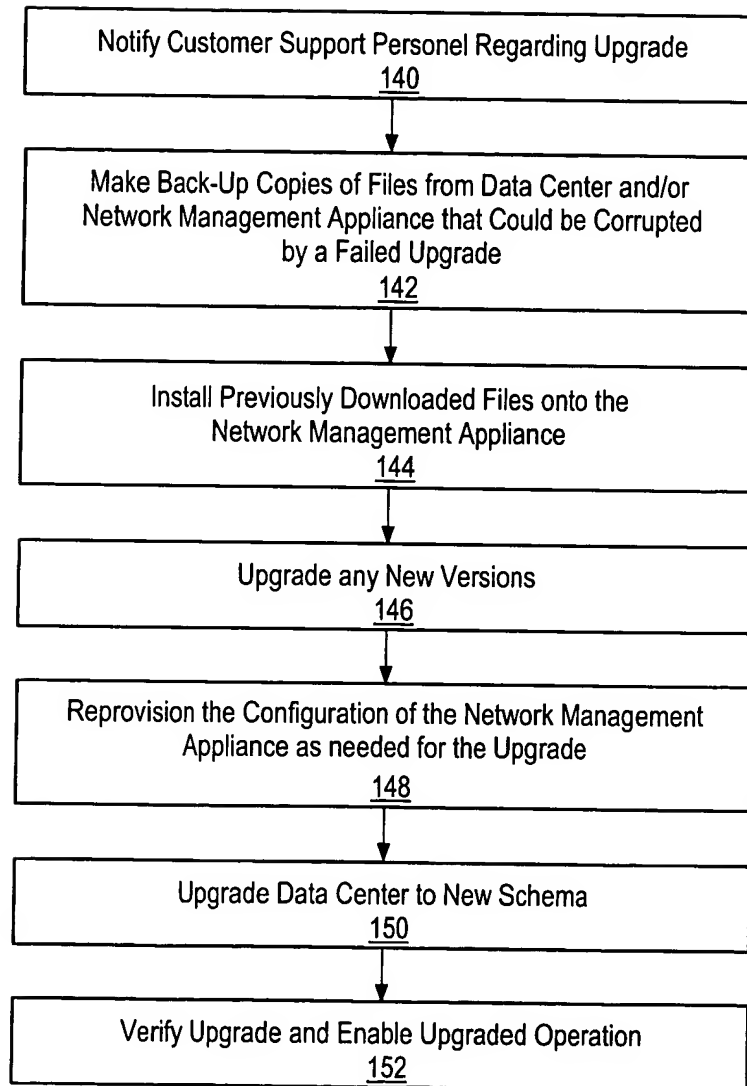 Notify Customer Support Personel Regarding Upgrade
140
Make Back-Up Copies of Files from Data Center and/or
Network Management Appliance that Could be Corrupted
by a Failed Upgrade
142
Install Previously Downloaded Files onto the
Network Management Appliance
144
Upgrade any New Versions
146
Reprovision the Configuration of the Network Management
Appliance as needed for the Upgrade
148
Upgrade Data Center to New Schema
150
Verify Upgrade and Enable Upgraded Operation
152